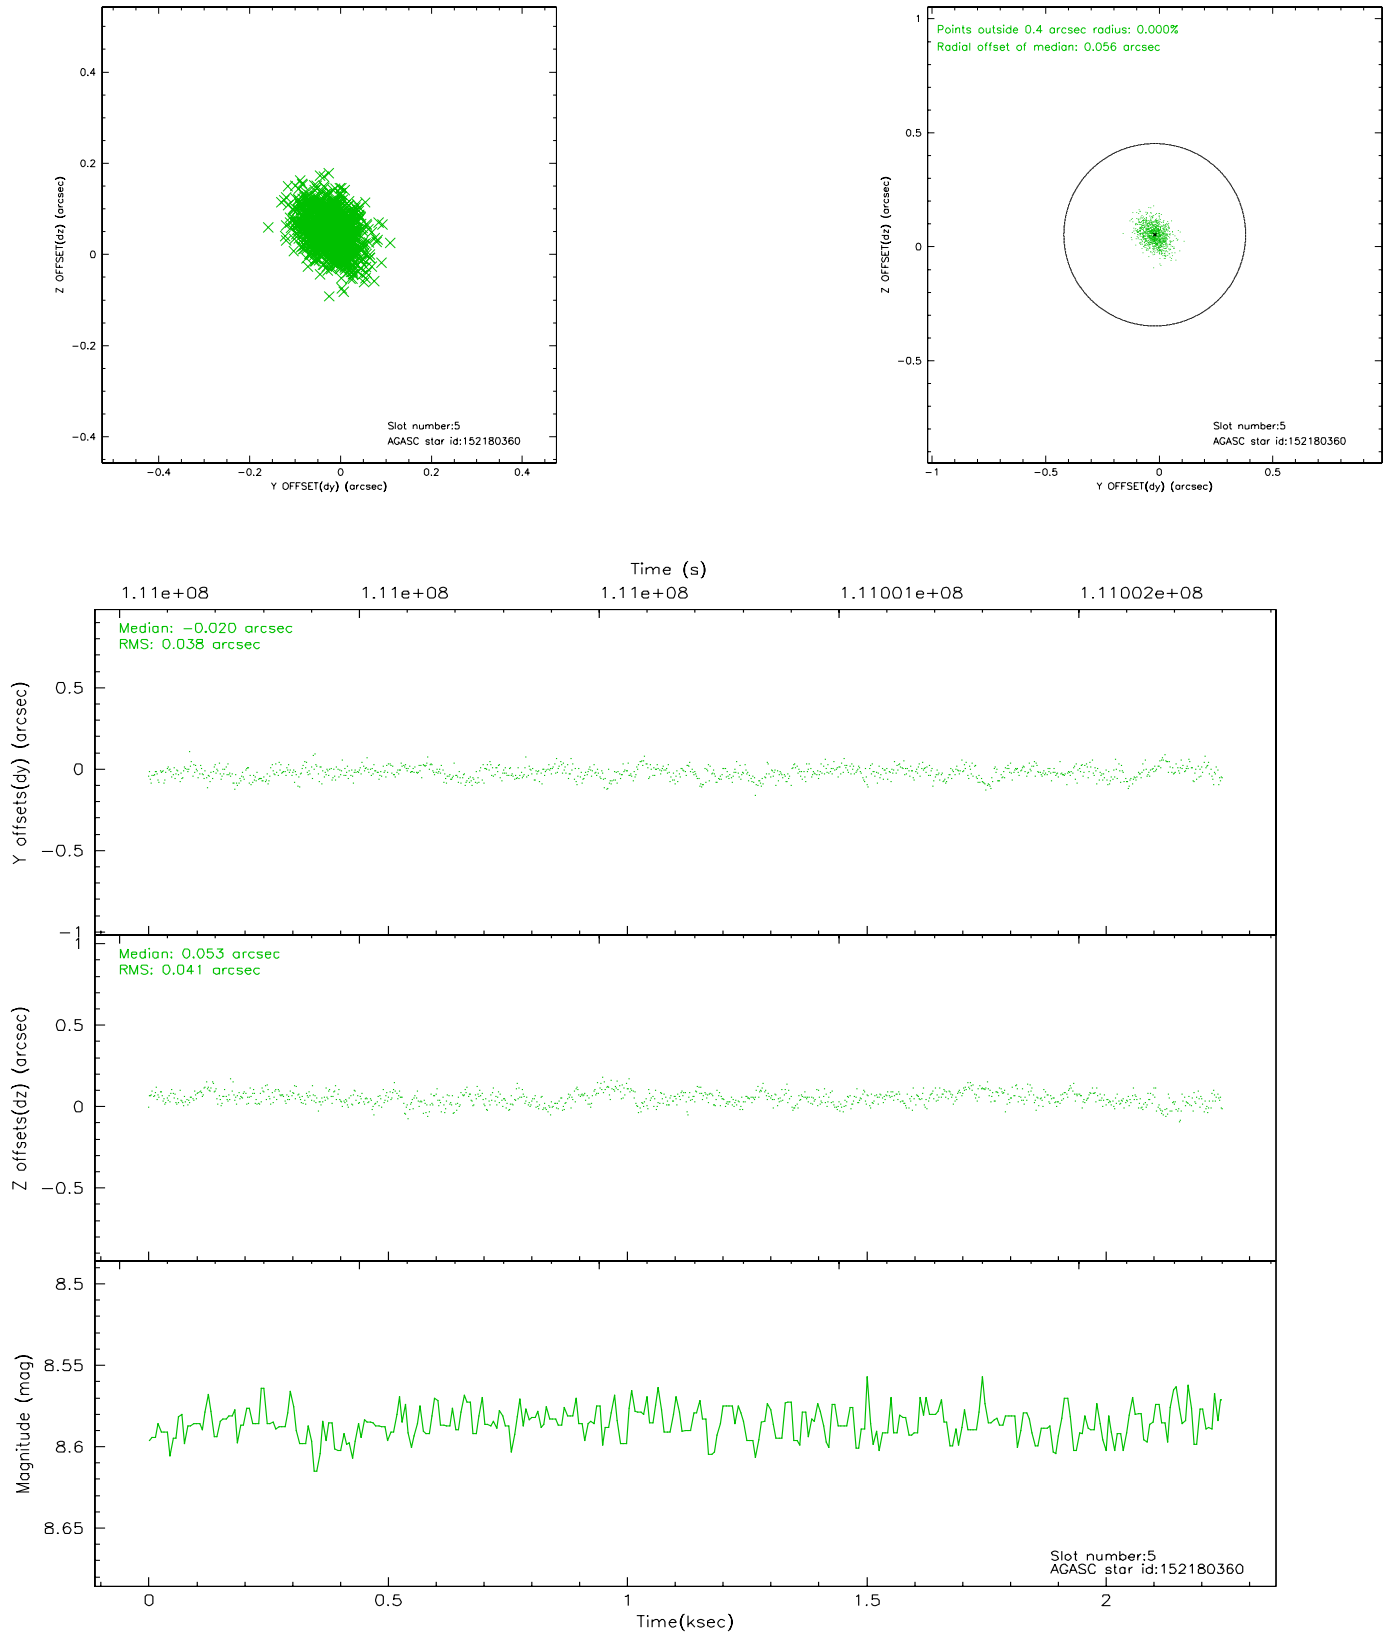 0.4
0.2
0
−0.2
−0.4
Z OFFSET(dz) (arcsec)
Slot number:5
AGASC star id:152180360
−0.4 −0.2 0 0.2 0.4
Y OFFSET(dy) (arcsec)
Points outside 0.4 arcsec radius: 0.000%
Radial offset of median: 0.056 arcsec
1
0.5
0
−0.5
Z OFFSET(dz) (arcsec)
Slot number:5
AGASC star id:152180360
−1 −0.5 0 0.5
Y OFFSET(dy) (arcsec)
Time (s)
1.11e+08 1.11e+08 1.11e+08 1.11001e+08 1.11002e+08
Median: −0.020 arcsec
RMS: 0.038 arcsec
0.5
0
−0.5
−1
Y offsets(dy) (arcsec)
Median: 0.053 arcsec
RMS: 0.041 arcsec
1
0.5
0
−0.5
Z offsets(dz) (arcsec)
8.5
8.55
8.6
8.65
Magnitude (mag)
Slot number:5
AGASC star id:152180360
0 0.5 1 1.5 2
Time(ksec)